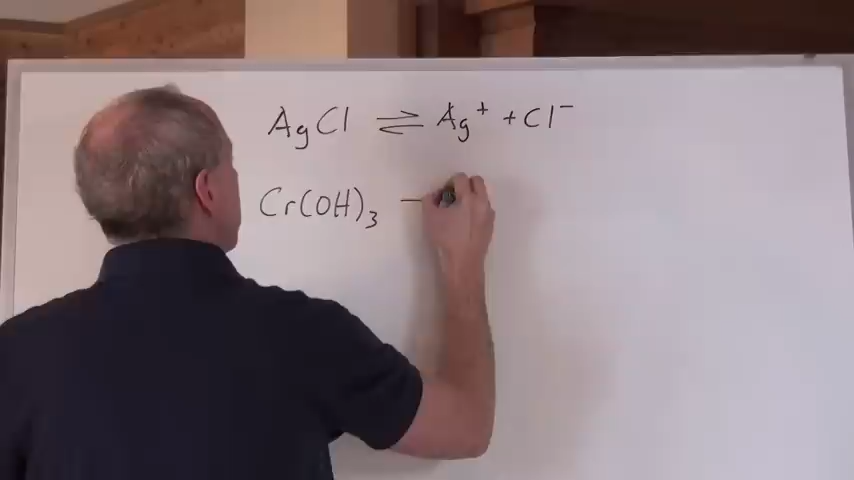 AgCl ⇌ Ag⁺ + Cl⁻
Cr(OH)₃ —